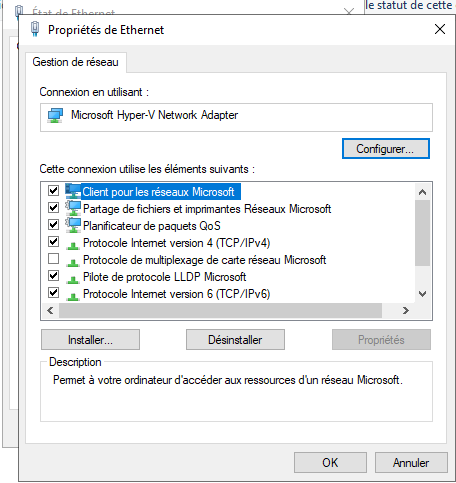 État de Ethernet
le statut de cette
Propriétés de Ethernet
Gestion de réseau
Connexion en utilisant :
Microsoft Hyper-V Network Adapter
Configurer...
Cette connexion utilise les éléments suivants :
Client pour les réseaux Microsoft
Partage de fichiers et imprimantes Réseaux Microsoft
Planificateur de paquets QoS
Protocole Internet version 4 (TCP/IPv4)
Protocole de multiplexage de carte réseau Microsoft
Pilote de protocole LLDP Microsoft
Protocole Internet version 6 (TCP/IPv6)
Installer...
Désinstaller
Propriétés
Description
Permet à votre ordinateur d'accéder aux ressources d'un réseau Microsoft.
OK
Annuler